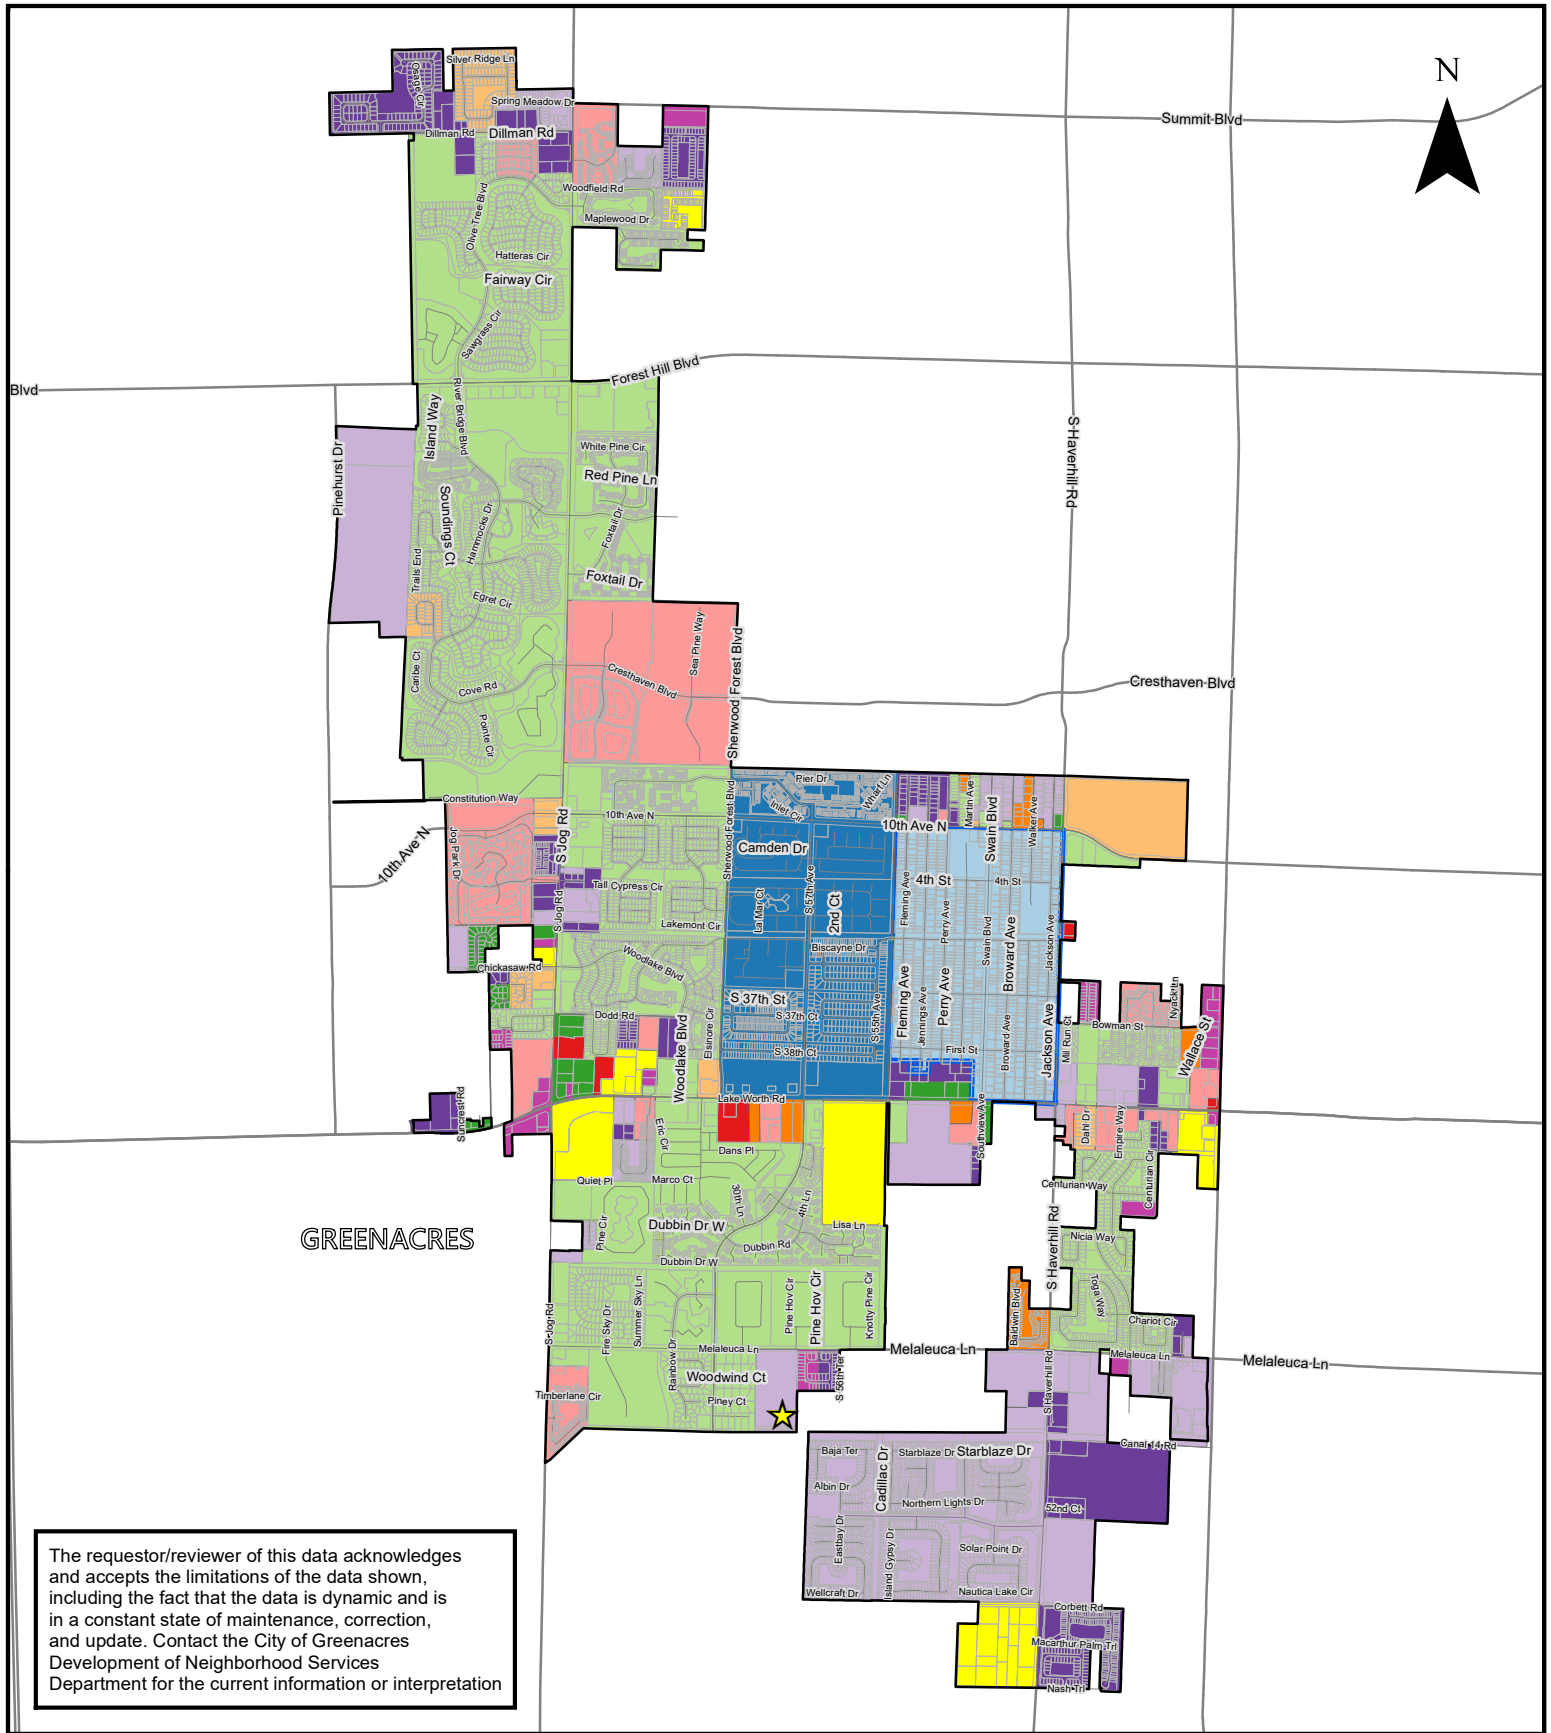 N
Silver Ridge Ln
Osage Cir
Spring Meadow Dr
Dillman Rd
Dillman Rd
Summit Blvd
Woodfield Rd
Maplewood Dr
Olive Tree Blvd
Hatteras Cir
Fairway Cir
Sawgrass Cir
Forest Hill Blvd
Blvd
Island Way
River Bridge Blvd
Pinehurst Dr
White Pine Cir
Red Pine Ln
S Haverhill Rd
Soundings Ct
Hammocks Dr
Foxtail Dr
Foxtail Dr
Trails End
Egret Cir
Sea Pine Way
Sherwood Forest Blvd
Caribe Ct
Cresthaven Blvd
Cresthaven Blvd
Cove Rd
Pointe Cir
Constitution Way
10th Ave N
Jog Park Dr
S Jog Rd
10th Ave N
Sherwood Forest Blvd
Pier Dr
Inlet Cir
Wharf Ln
10th Ave N
Martin Ave
Swain Blvd
Walker Ave
Camden Dr
Tall Cypress Cir
S Jog Rd
Lakemont Cir
La Mar Ct
S 57th Ave
2nd Ct
Fleming Ave
4th St
4th St
Perry Ave
Swain Blvd
Broward Ave
Jackson Ave
Biscayne Dr
Chickasaw Rd
Woodlake Blvd
S 37th St
S 37th Ct
S 38th Ct
S 55th Ave
Fleming Ave
Jennings Ave
Perry Ave
First St
Broward Ave
Jackson Ave
Mil Run Ct
Bowman St
Nyack Ln
Wallace St
Dodd Rd
Woodlake Blvd
Elsinore Cir
Lake Worth Rd
Suncrest Rd
Eric Cir
Dans Pl
Southview Ave
Dahl Dr
Empire Way
Centurian Cir
Centurian Way
Quiet Pl
Marco Ct
30th Ln
4th Ln
Lisa Ln
Pine Cir
Dubbin Dr W
Dubbin Rd
Dubbin Dr W
S Haverhill Rd
Nicia Way
GREENACRES
Toga Way
Chariot Cir
S Jog Rd
Fire Sky Dr
Summer Sky Ln
Rainbow Dr
Pine Hov Cir
Pine Hov Cir
Knotty Pine Cir
Baldwin Blvd
Melaleuca Ln
Melaleuca Ln
Melaleuca Ln
Melaleuca Ln
Woodwind Ct
S 56th Ter
Timberlane Cir
Piney Ct
S Haverhill Rd
Canal 14 Rd
Baja Ter
Cadillac Dr
Starblaze Dr
Starblaze Dr
Albin Dr
Northern Lights Dr
52nd Ct
Eastbay Dr
Island Gypsy Dr
Solar Point Dr
Wellcraft Dr
Nautica Lake Cir
Corbett Rd
Macarthur Palm Trl
Nash Trl
The requestor/reviewer of this data acknowledges
and accepts the limitations of the data shown,
including the fact that the data is dynamic and is
in a constant state of maintenance, correction,
and update. Contact the City of Greenacres
Development of Neighborhood Services
Department for the current information or interpretation